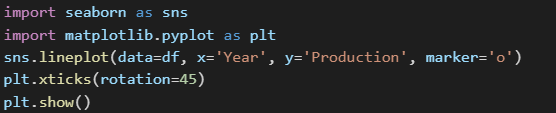 import seaborn as sns
import matplotlib.pyplot as plt
sns.lineplot(data=df, x='Year', y='Production', marker='o')
plt.xticks(rotation=45)
plt.show()